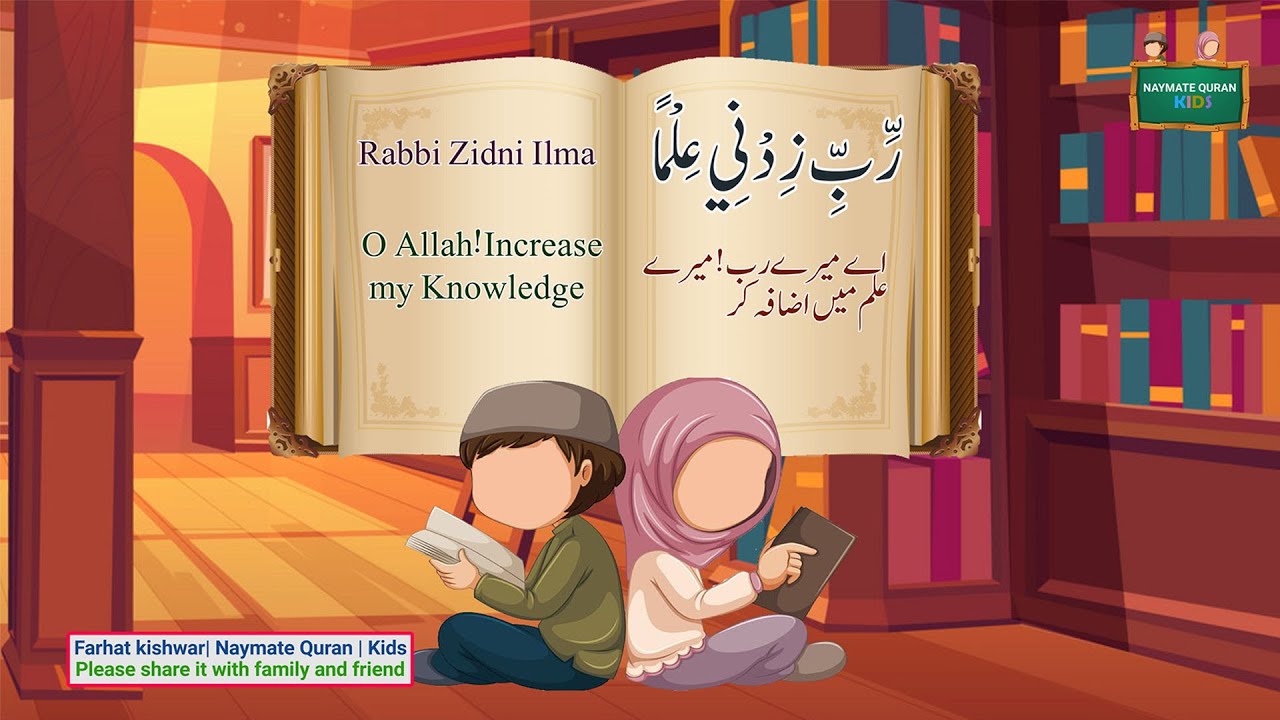 NAYMATE QURAN
KIDS
Rabbi Zidni Ilma
O Allah!Increase
my Knowledge
رَّبِّ زِدْنِي عِلْمًا
اے میرے رب! میرے
علم میں اضافہ کر
Farhat kishwar| Naymate Quran | Kids
Please share it with family and friend